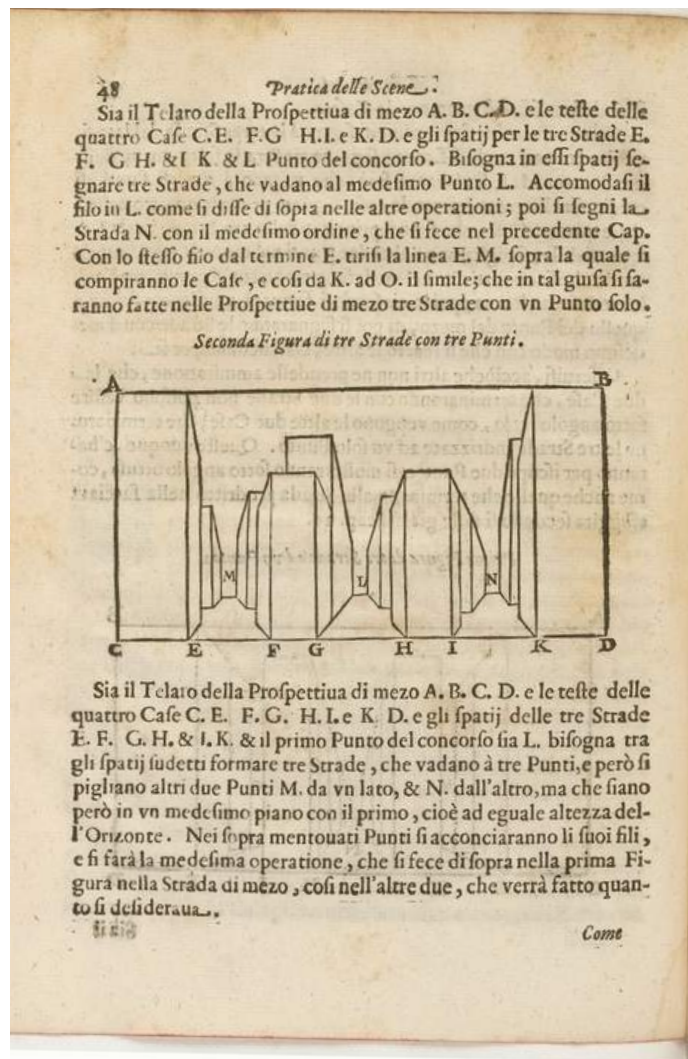 48 Pratica delle Scene.
Sia il Telaro della Proſpettiua di mezo A. B. C. D. e le teſte delle
quattro Caſe C. E. F. G H. I. e K. D. e gli ſpatij per le tre Strade E.
F. G H. & I K & L Punto del concorſo. Biſogna in eſſi ſpatij ſe-
gnare tre Strade, che vadano al medeſimo Punto L. Accomodaſi il
filo in L. come ſi diſſe di ſopra nelle altre operationi; poi ſi ſegni la
Strada N. con il medeſimo ordine, che ſi fece nel precedente Cap.
Con lo ſteſſo filo dal termine E. tiriſi la linea E. M. ſopra la quale ſi
compiranno le Caſe, e coſi da K. ad O. il ſimile; che in tal guiſa ſi ſa-
ranno fatte nelle Proſpettiue di mezo tre Strade con vn Punto ſolo.
Seconda Figura di tre Strade con tre Punti.
A B
M L N
C E F G H I K D
Sia il Telaio della Proſpettiua di mezo A. B. C. D. e le teſte delle
quattro Caſe C. E. F. G. H. I. e K D. e gli ſpatij delle tre Strade
E. F. G. H. & I. K. & il primo Punto del concorſo ſia L. biſogna tra
gli ſpatij ſudetti formare tre Strade, che vadano à tre Punti, e però ſi
pigliano altri due Punti M. da vn lato, & N. dall'altro, ma che ſiano
però in vn medeſimo piano con il primo, cioè ad eguale altezza del-
l'Orizonte. Nei ſopra mentouati Punti ſi acconciaranno li ſuoi fili,
e ſi farà la medeſima operatione, che ſi fece di ſopra nella prima Fi-
gura nella Strada di mezo, coſi nell'altre due, che verrà fatto quan-
to ſi deſideraua.
Come